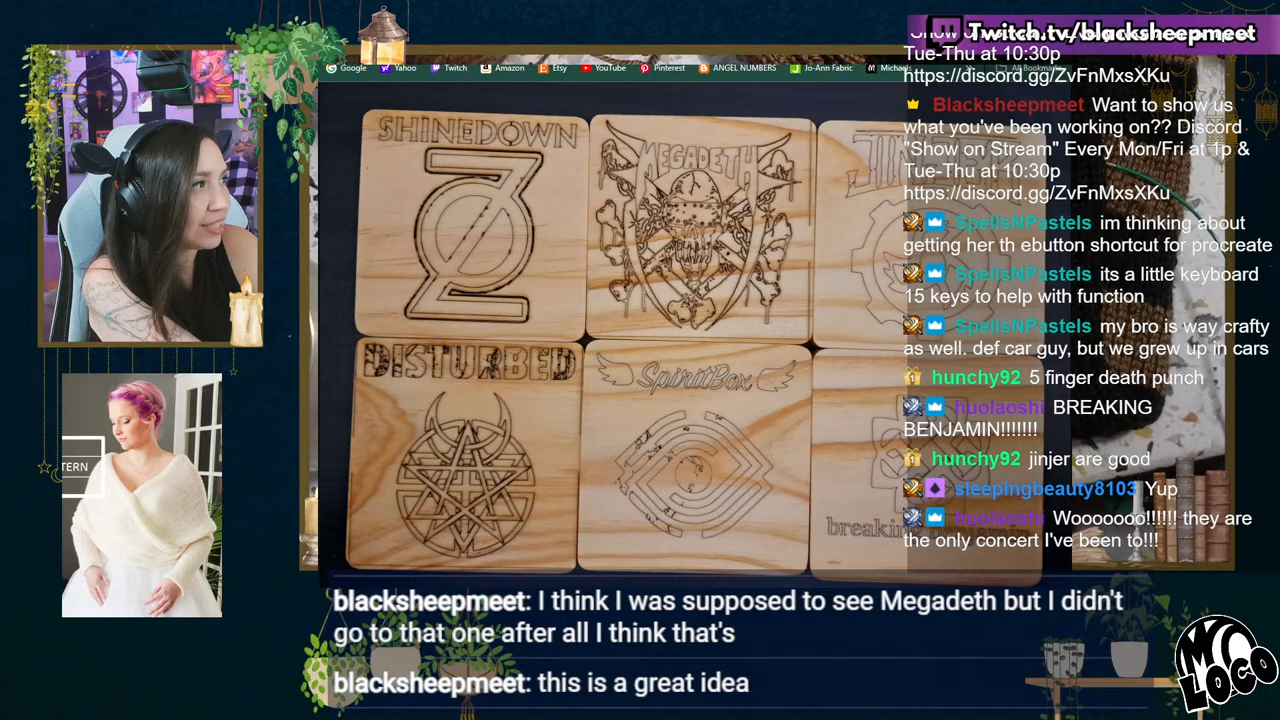 Twitch.tv/blacksheepmeet
Google Yahoo Twitch Amazon Etsy YouTube Pinterest ANGEL NUMBERS Jo-Ann Fabric Michaels
Tue-Thu at 10:30p
https://discord.gg/ZvFnMxsXKu
Blacksheepmeet Want to show us
what you've been working on?? Discord
"Show on Stream" Every Mon/Fri at 1p &
Tue-Thu at 10:30p
https://discord.gg/ZvFnMxsXKu
SpellsNPastels im thinking about
getting her th ebutton shortcut for procreate
SpellsNPastels its a little keyboard
15 keys to help with function
SpellsNPastels my bro is way crafty
as well. def car guy, but we grew up in cars
hunchy92 5 finger death punch
huolaoshi BREAKING
BENJAMIN!!!!!!!
hunchy92 jinjer are good
sleepingbeauty8103 Yup
huolaoshi Wooooooo!!!!!! they are
the only concert I've been to!!!
SHINEDOWN
MEGADETH
DISTURBED
SpiritBox
TERN
blacksheepmeet: I think I was supposed to see Megadeth but I didn't
go to that one after all I think that's
blacksheepmeet: this is a great idea
MC
LOCO